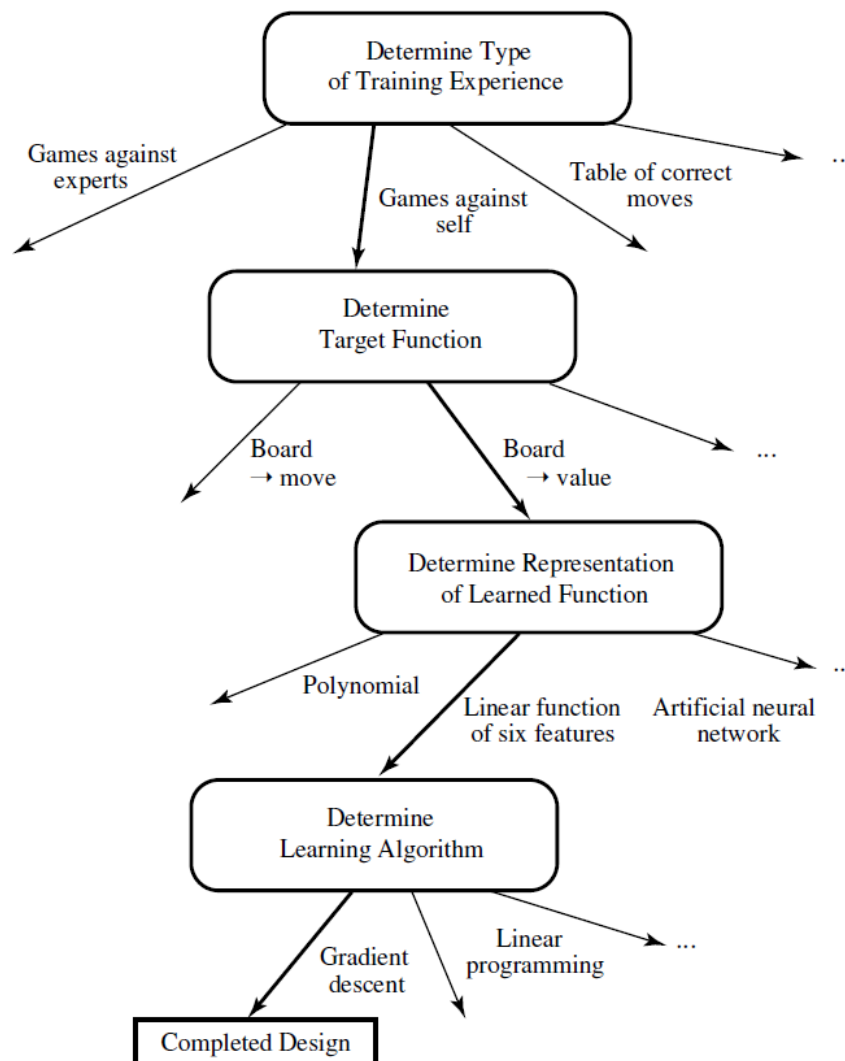 Determine Type
of Training Experience
Games against
experts
Games against
self
Table of correct
moves
..
Determine
Target Function
Board
→ move
Board
→ value
...
Determine Representation
of Learned Function
Polynomial
Linear function
of six features
Artificial neural
network
..
Determine
Learning Algorithm
Gradient
descent
Linear
programming
...
Completed Design